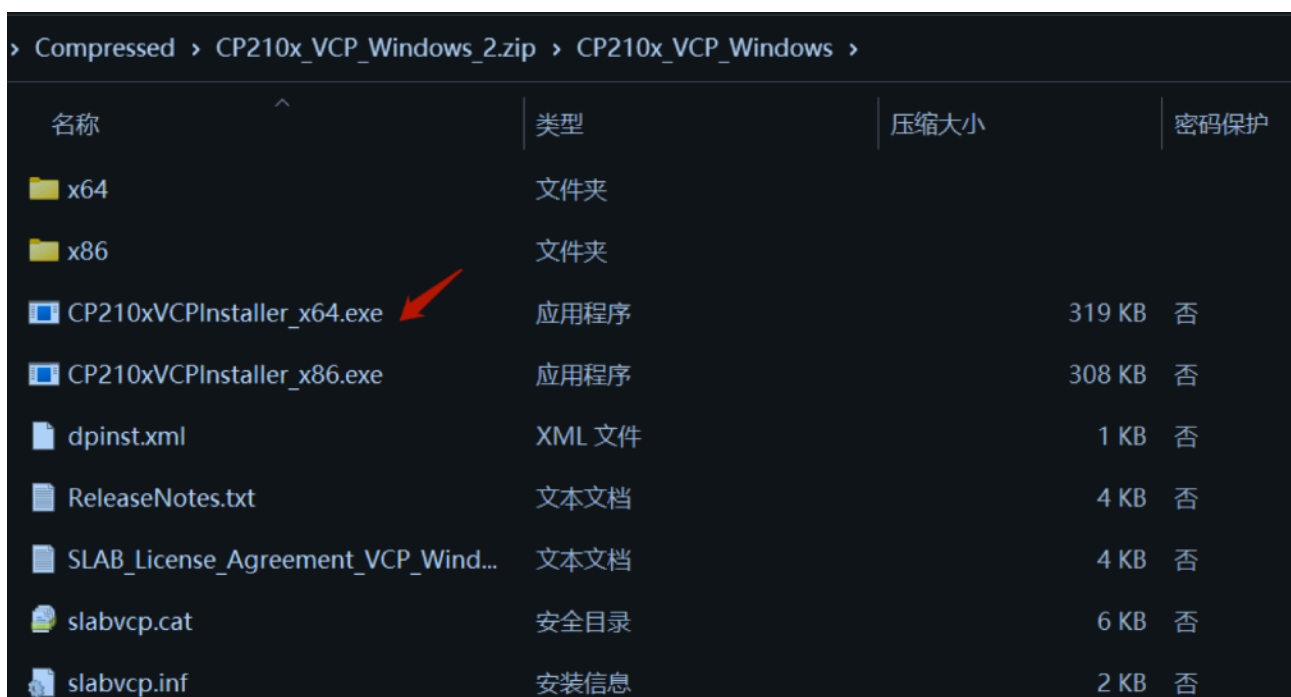 › Compressed › CP210x_VCP_Windows_2.zip › CP210x_VCP_Windows ›
名称 类型 压缩大小 密码保护
x64 文件夹
x86 文件夹
CP210xVCPInstaller_x64.exe 应用程序 319 KB 否
CP210xVCPInstaller_x86.exe 应用程序 308 KB 否
dpinst.xml XML 文件 1 KB 否
ReleaseNotes.txt 文本文档 4 KB 否
SLAB_License_Agreement_VCP_Wind... 文本文档 4 KB 否
slabvcp.cat 安全目录 6 KB 否
slabvcp.inf 安装信息 2 KB 否